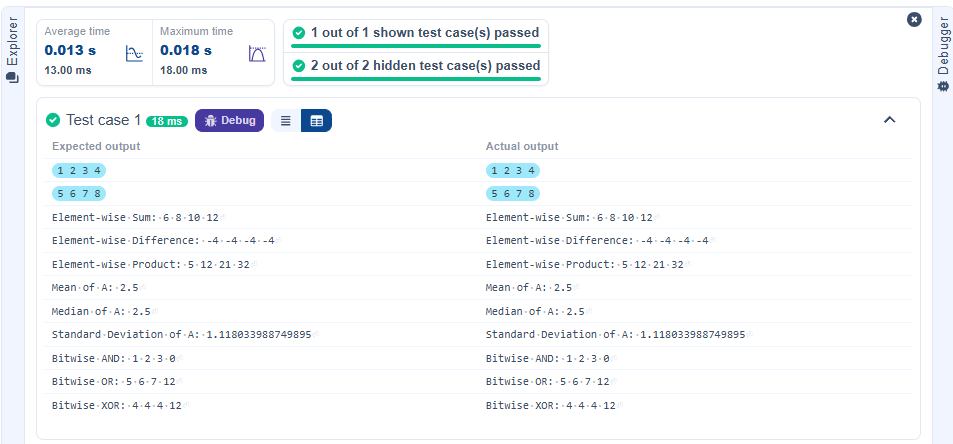 Explorer
Debugger
Average time
0.013 s
13.00 ms
Maximum time
0.018 s
18.00 ms
1 out of 1 shown test case(s) passed
2 out of 2 hidden test case(s) passed
Test case 1 18 ms Debug
Expected output Actual output
1 2 3 4 1 2 3 4
5 6 7 8 5 6 7 8
Element-wise·Sum:·6·8·10·12 Element-wise·Sum:·6·8·10·12
Element-wise·Difference:·-4·-4·-4·-4 Element-wise·Difference:·-4·-4·-4·-4
Element-wise·Product:·5·12·21·32 Element-wise·Product:·5·12·21·32
Mean·of·A:·2.5 Mean·of·A:·2.5
Median·of·A:·2.5 Median·of·A:·2.5
Standard·Deviation·of·A:·1.118033988749895 Standard·Deviation·of·A:·1.118033988749895
Bitwise·AND:·1·2·3·0 Bitwise·AND:·1·2·3·0
Bitwise·OR:·5·6·7·12 Bitwise·OR:·5·6·7·12
Bitwise·XOR:·4·4·4·12 Bitwise·XOR:·4·4·4·12